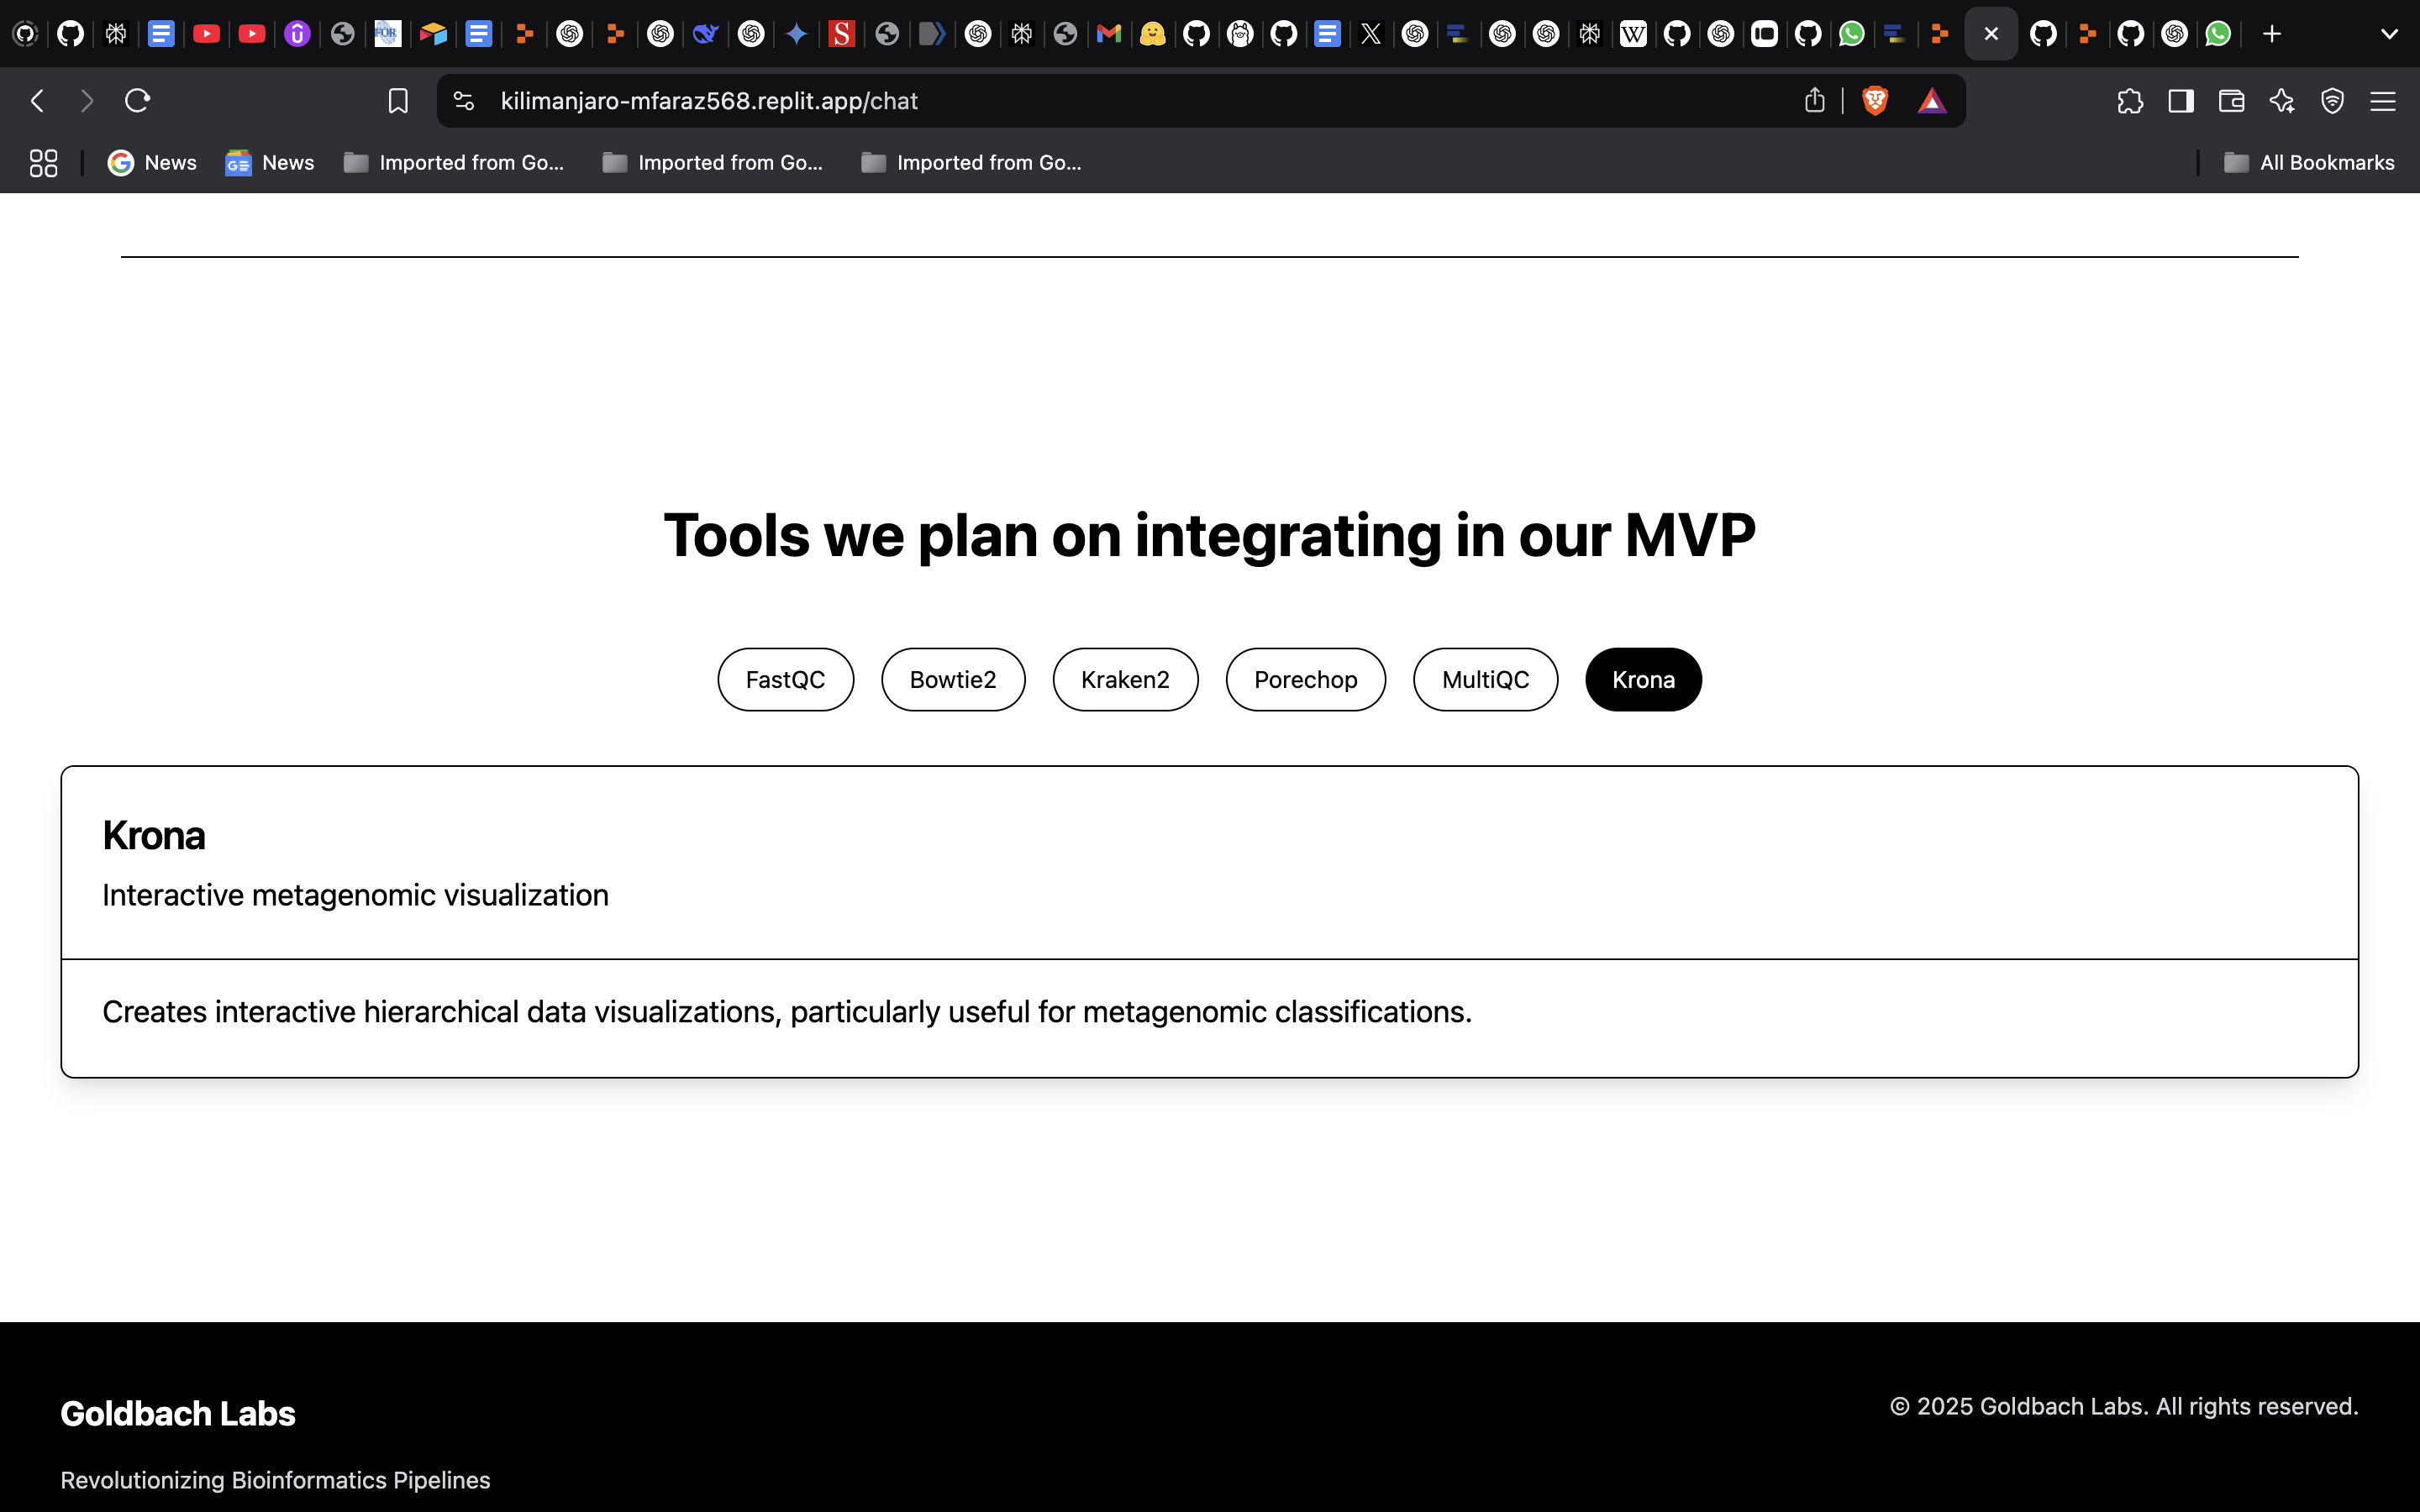 kilimanjaro-mfaraz568.replit.app/chat
News
News
Imported from Go...
Imported from Go...
Imported from Go...
All Bookmarks
Tools we plan on integrating in our MVP
FastQC
Bowtie2
Kraken2
Porechop
MultiQC
Krona
Krona
Interactive metagenomic visualization
Creates interactive hierarchical data visualizations, particularly useful for metagenomic classifications.
Goldbach Labs
© 2025 Goldbach Labs. All rights reserved.
Revolutionizing Bioinformatics Pipelines